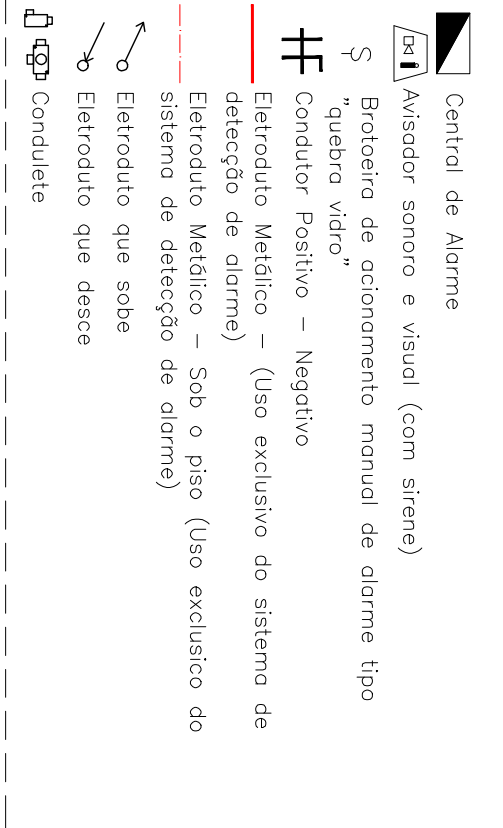 Central de Alarme
Avisador sonoro e visual (com sirene)
Brotoeira de acionamento manual de alarme tipo
"quebra vidro"
Condutor Positivo – Negativo
Eletroduto Metálico – (Uso exclusivo do sistema de
detecção de alarme)
Eletroduto Metálico – Sob o piso (Uso exclusico do
sistema de detecção de alarme)
Eletroduto que sobe
Eletroduto que desce
Condulete